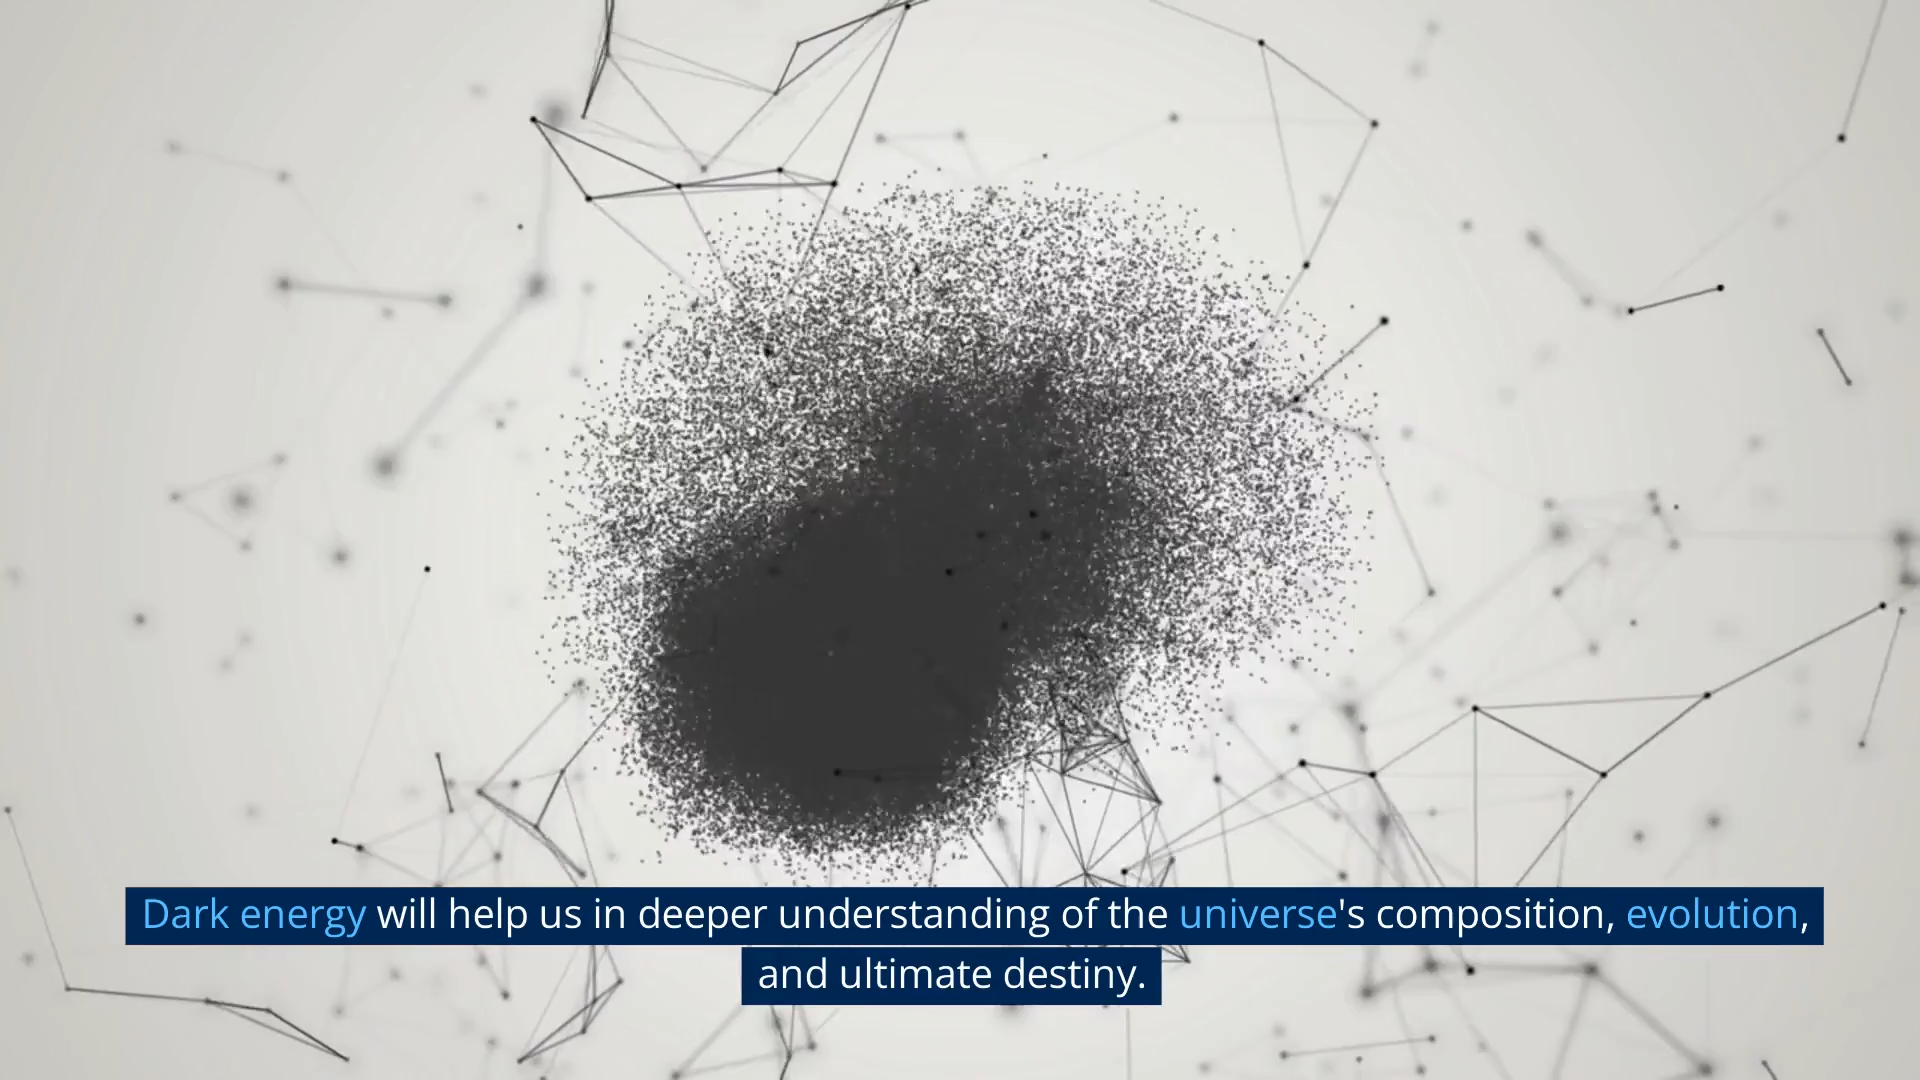 Dark energy will help us in deeper understanding of the universe's composition, evolution,
and ultimate destiny.